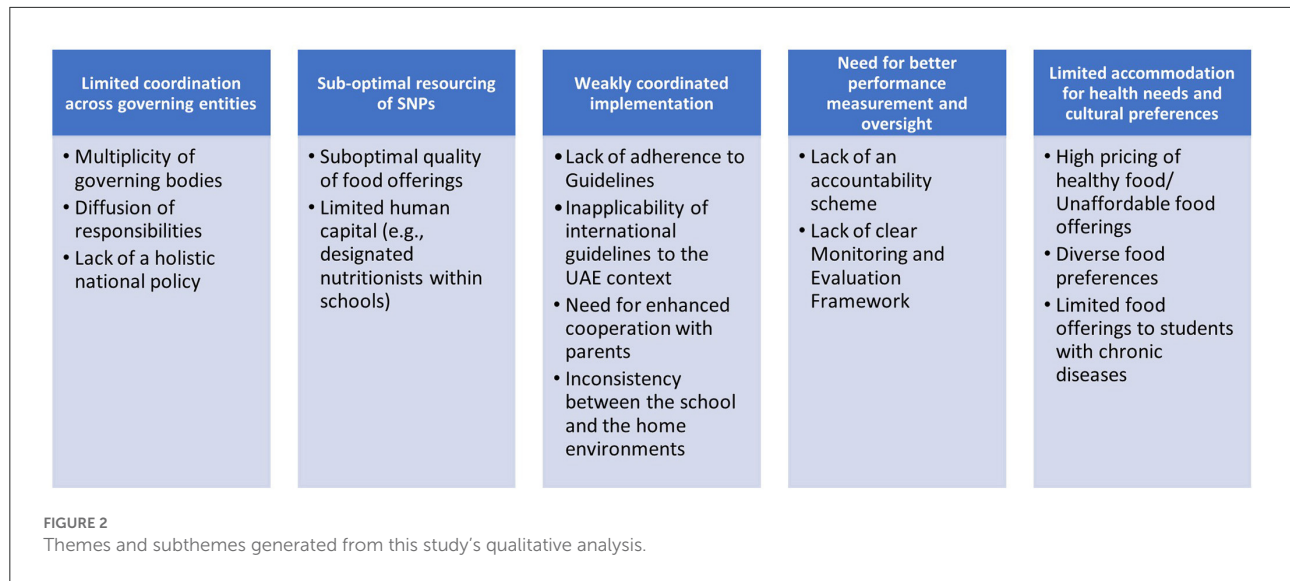 Limited coordination
across governing entities
• Multiplicity of
governing bodies
• Diffusion of
responsibilities
• Lack of a holistic
national policy
Sub-optimal resourcing
of SNPs
• Suboptimal quality
of food offerings
• Limited human
capital (e.g.,
designated
nutritionists within
schools)
Weakly coordinated
implementation
• Lack of adherence to
Guidelines
• Inapplicability of
international
guidelines to the
UAE context
• Need for enhanced
cooperation with
parents
• Inconsistency
between the school
and the home
environments
Need for better
performance
measurement and
oversight
• Lack of an
accountability
scheme
• Lack of clear
Monitoring and
Evaluation
Framework
Limited accommodation
for health needs and
cultural preferences
• High pricing of
healthy food/
Unaffordable food
offerings
• Diverse food
preferences
• Limited food
offerings to students
with chronic
diseases
FIGURE 2
Themes and subthemes generated from this study's qualitative analysis.